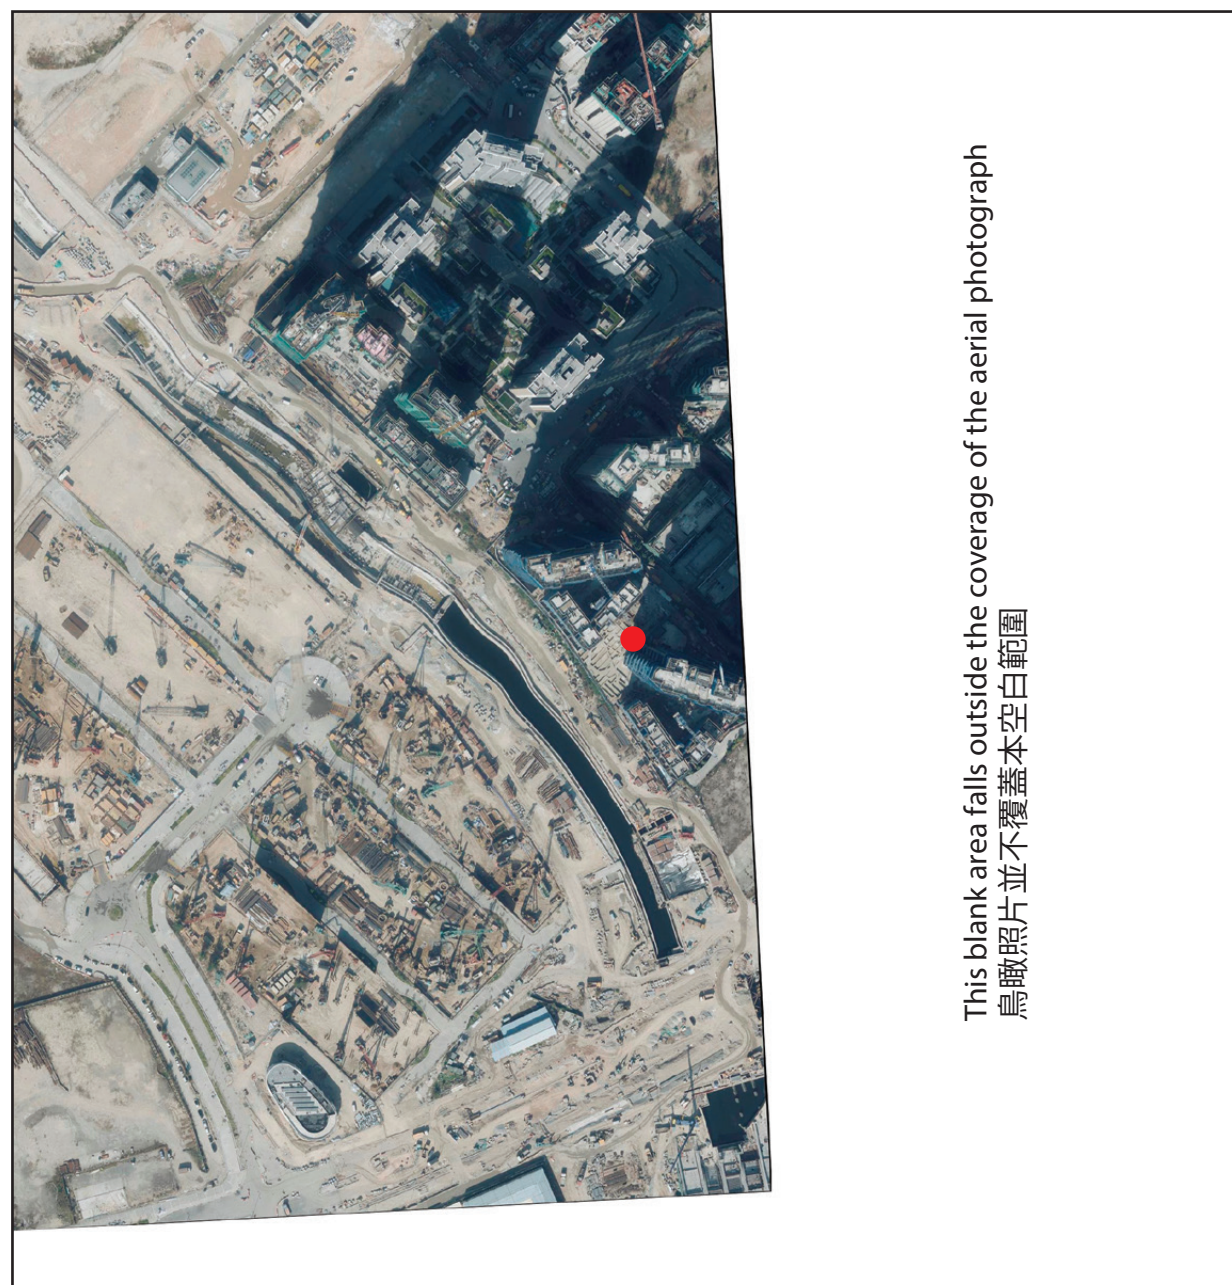 This blank area falls outside the coverage of the aerial photograph
鳥瞰照片並不覆蓋本空白範圍